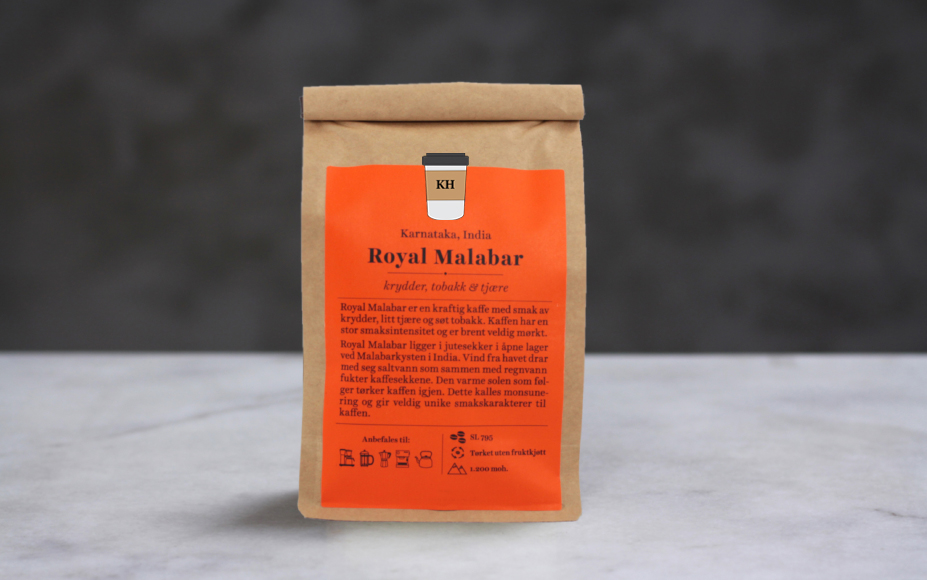 KH
Karnataka, India
Royal Malabar
krydder, tobakk & tjære
Royal Malabar er en kraftig kaffe med smak av
krydder, litt tjære og søt tobakk. Kaffen har en
stor smaksintensitet og er brent veldig mørkt.
Royal Malabar ligger i jutesekker i åpne lager
ved Malabarkysten i India. Vind fra havet drar
med seg saltvann som sammen med regnvann
fukter kaffesekkene. Den varme solen som føl-
ger tørker kaffen igjen. Dette kalles monsune-
ring og gir veldig unike smakskarakterer til
kaffen.
Anbefales til:
SL 795
Tørket uten fruktkjøtt
1.200 moh.